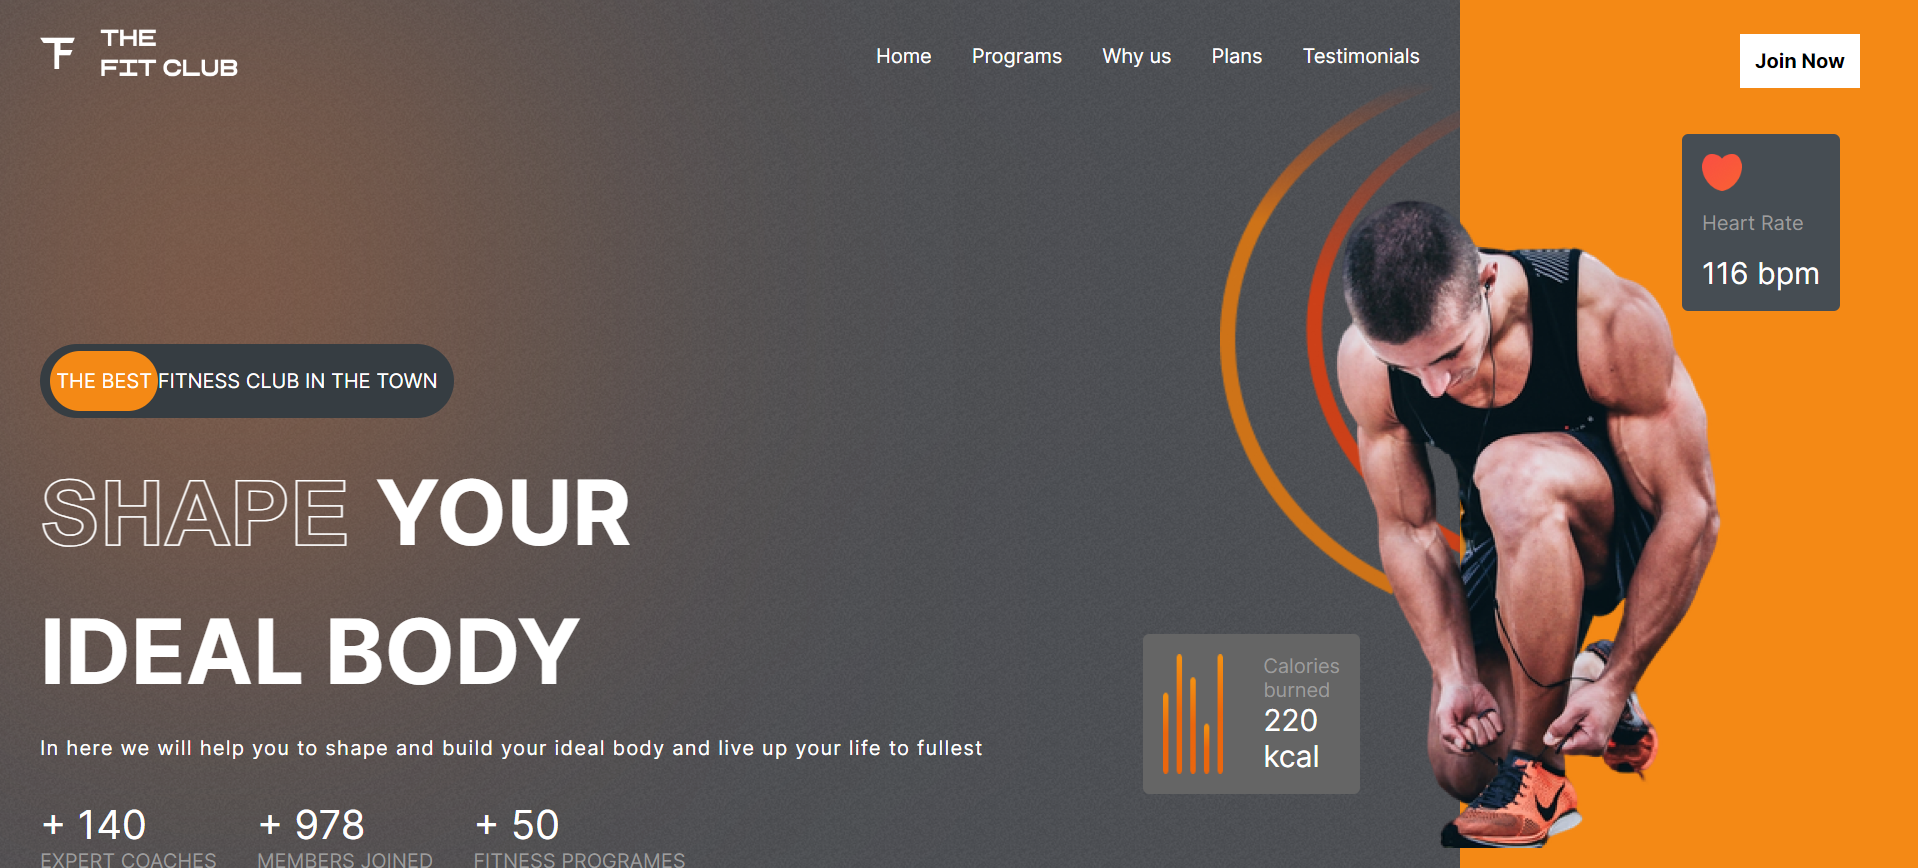 THE
FIT CLUB
Home Programs Why us Plans Testimonials
Join Now
Heart Rate
116 bpm
THE BEST FITNESS CLUB IN THE TOWN
SHAPE YOUR
IDEAL BODY
In here we will help you to shape and build your ideal body and live up your life to fullest
Calories
burned
220
kcal
+ 140 + 978 + 50
EXPERT COACHES MEMBERS JOINED FITNESS PROGRAMES